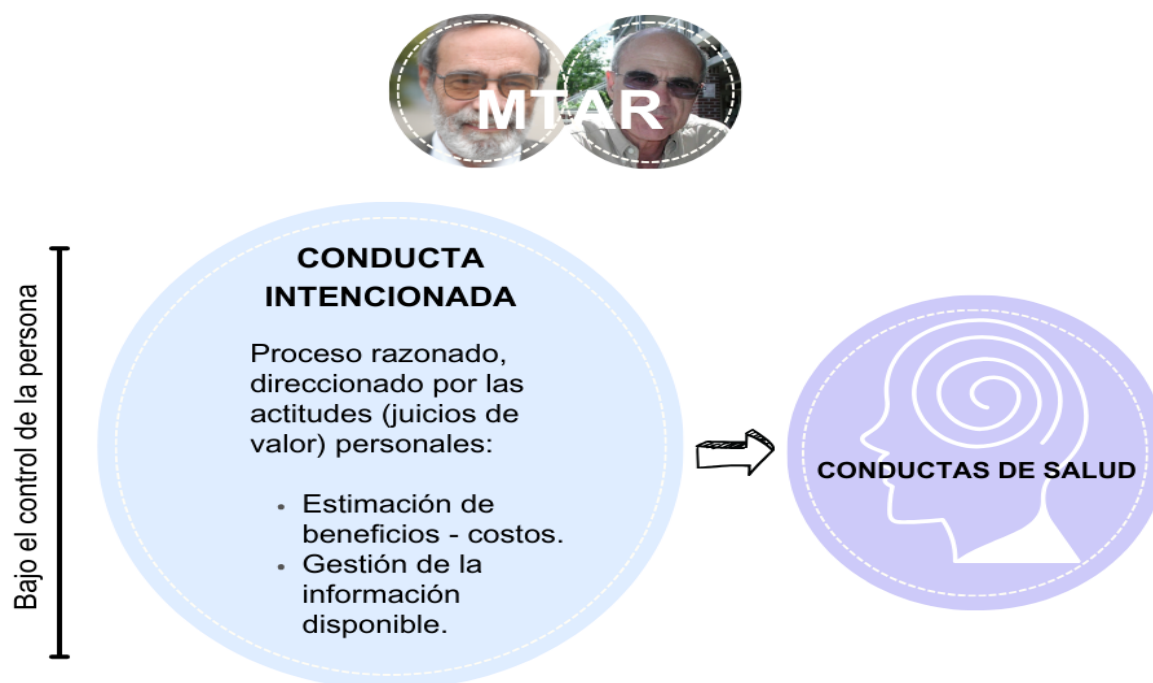 MTAR
Bajo el control de la persona
CONDUCTA
INTENCIONADA
Proceso razonado,
direccionado por las
actitudes (juicios de
valor) personales:
• Estimación de
beneficios - costos.
• Gestión de la
información
disponible.
CONDUCTAS DE SALUD